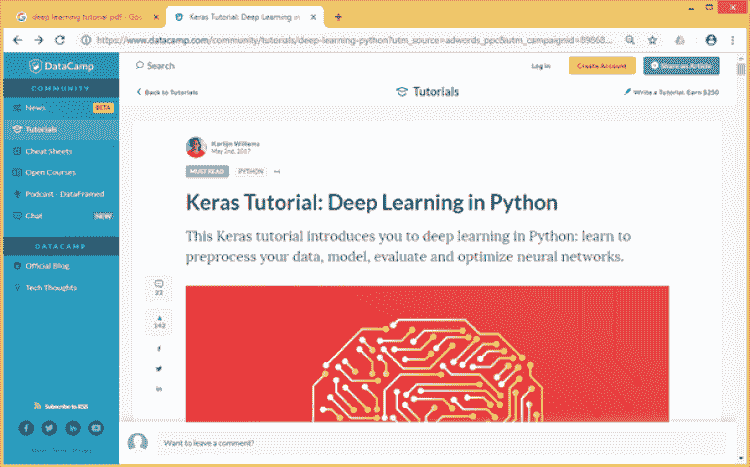 deep learning tutorial pdf - Goo
Keras Tutorial: Deep Learning in
https://www.datacamp.com/community/tutorials/deep-learning-python?utm_source=adwords_ppc&utm_campaignid=89868...
DataCamp
Search
Log in
Create Account
Share an Article
COMMUNITY
Back to Tutorials
Tutorials
Write a Tutorial. Earn $250
News
BETA
Tutorials
Cheat Sheets
Open Courses
Podcast - DataFramed
Chat
NEW
DATACAMP
Official Blog
Tech Thoughts
Karlijn Willems
May 2nd, 2017
MUST READ
PYTHON
Keras Tutorial: Deep Learning in Python
This Keras tutorial introduces you to deep learning in Python: learn to
preprocess your data, model, evaluate and optimize neural networks.
22
142
Subscribe to RSS
Want to leave a comment?